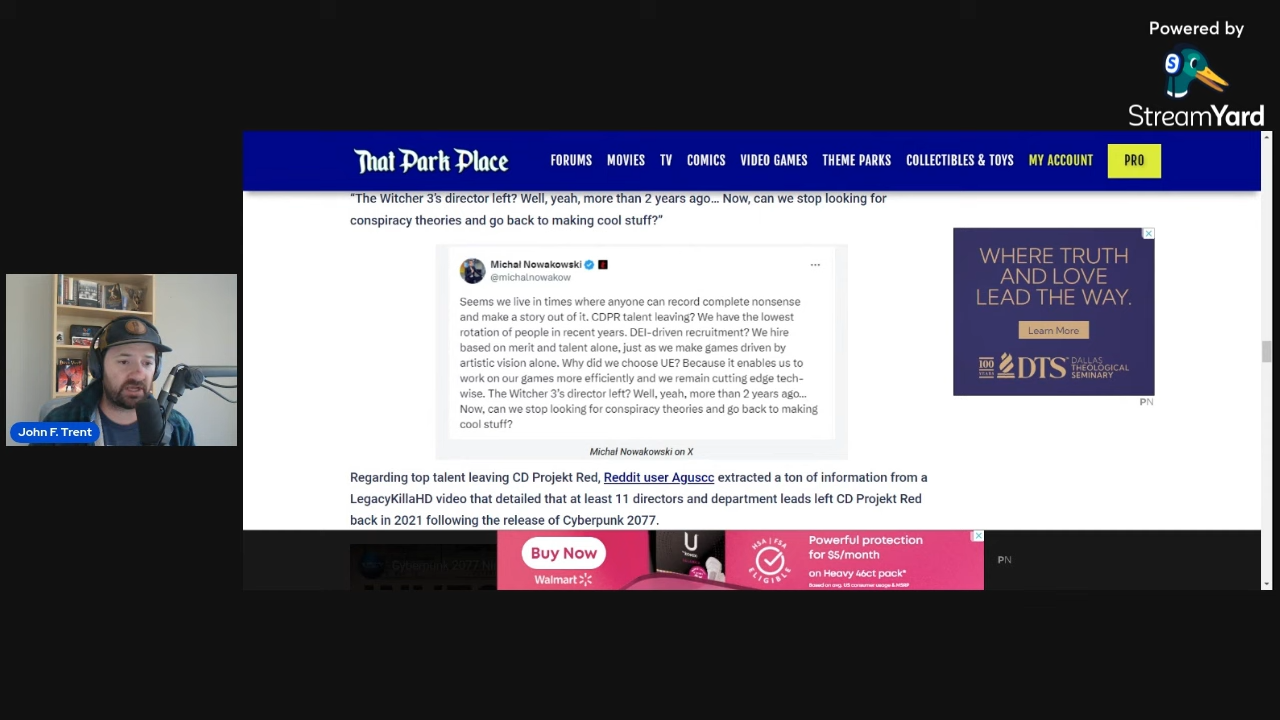 Powered by
StreamYard
That Park Place
FORUMS MOVIES TV COMICS VIDEO GAMES THEME PARKS COLLECTIBLES & TOYS MY ACCOUNT PRO
"The Witcher 3's director left? Well, yeah, more than 2 years ago... Now, can we stop looking for
conspiracy theories and go back to making cool stuff?"
Michał Nowakowski
@michalnowakow
Seems we live in times where anyone can record complete nonsense
and make a story out of it. CDPR talent leaving? We have the lowest
rotation of people in recent years. DEI-driven recruitment? We hire
based on merit and talent alone, just as we make games driven by
artistic vision alone. Why did we choose UE? Because it enables us to
work on our games more efficiently and we remain cutting edge tech-
wise. The Witcher 3's director left? Well, yeah, more than 2 years ago...
Now, can we stop looking for conspiracy theories and go back to making
cool stuff?
Michał Nowakowski on X
Regarding top talent leaving CD Projekt Red, Reddit user Aguscc extracted a ton of information from a
LegacyKillaHD video that detailed that at least 11 directors and department leads left CD Projekt Red
back in 2021 following the release of Cyberpunk 2077.
WHERE TRUTH
AND LOVE
LEAD THE WAY.
Learn More
100
YEARS
DTS
DALLAS
THEOLOGICAL
SEMINARY
PN
John F. Trent
Cyberpunk 2077
Buy Now
Walmart
U
HSA | FSA
ELIGIBLE
Powerful protection
for $5/month
on Heavy 46ct pack*
PN